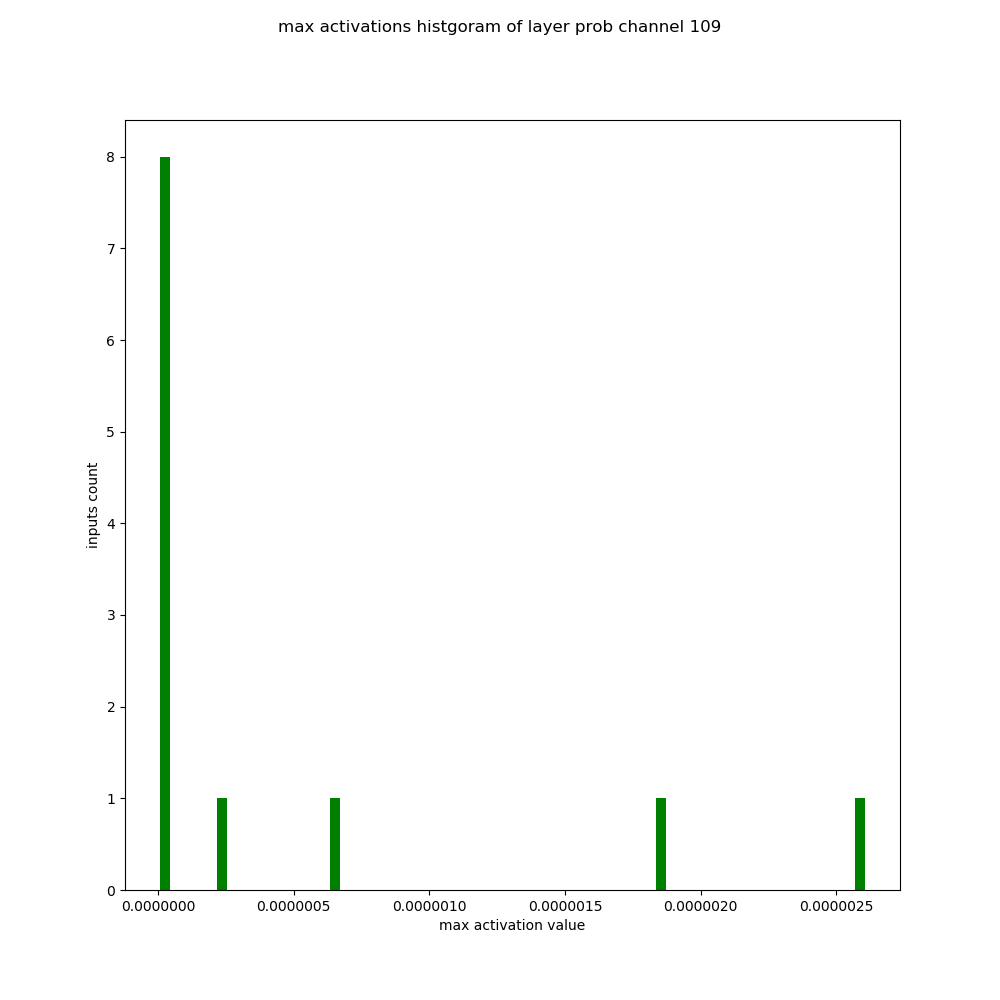 max activations histgoram of layer prob channel 109
8
7
6
5
4
3
2
1
0
inputs count
0.0000000 0.0000005 0.0000010 0.0000015 0.0000020 0.0000025
max activation value